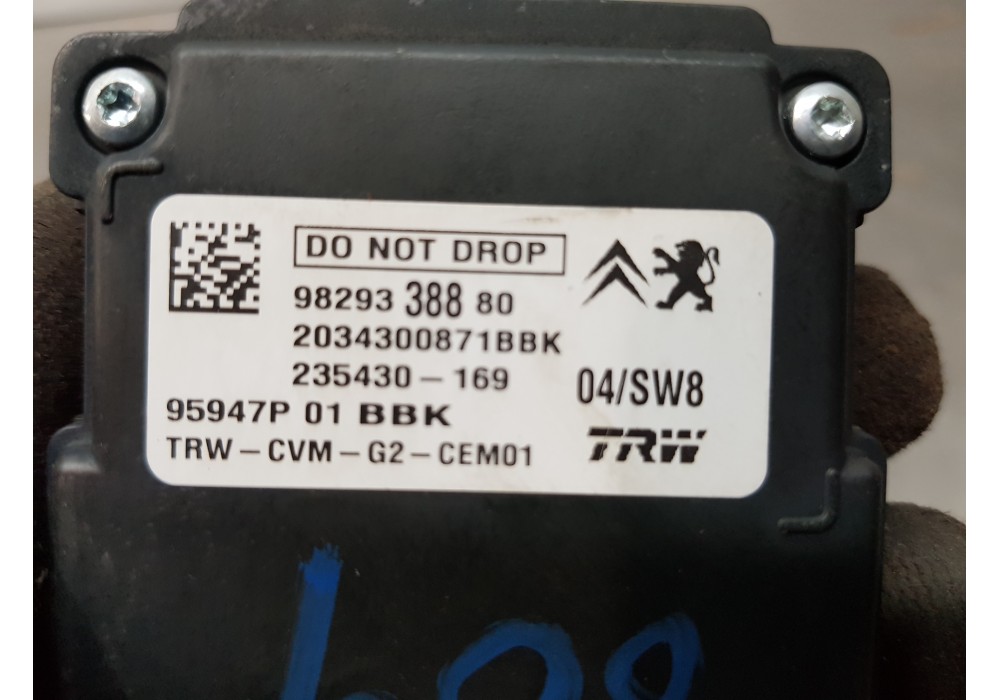 DO NOT DROP
98293 388 80
2034300871BBK
235430-169
04/SW8
95947P 01 BBK
TRW-CVM-G2-CEM01
TRW